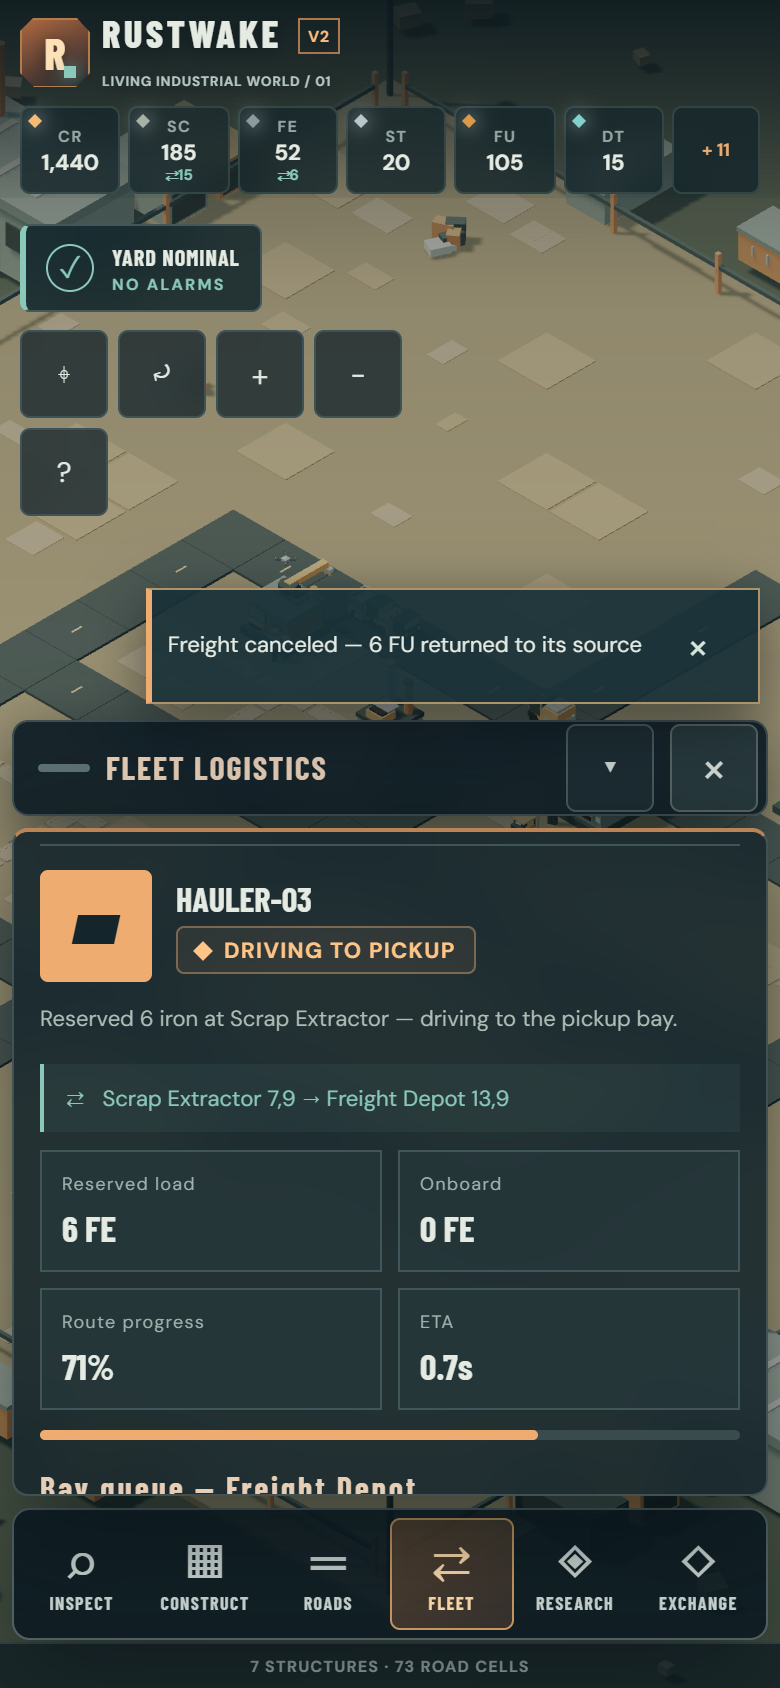 R
RUSTWAKE V2
LIVING INDUSTRIAL WORLD / 01
CR
1,440
SC
185
⇄15
FE
52
⇄6
ST
20
FU
105
DT
15
+ 11
✓ YARD NOMINAL
NO ALARMS
⌖ ⤾ + −
?
Freight canceled — 6 FU returned to its source ×
FLEET LOGISTICS ▼ ×
HAULER-03
◆ DRIVING TO PICKUP
Reserved 6 iron at Scrap Extractor — driving to the pickup bay.
⇄ Scrap Extractor 7,9 → Freight Depot 13,9
Reserved load
6 FE
Onboard
0 FE
Route progress
71%
ETA
0.7s
Bay queue — Freight Depot
INSPECT
CONSTRUCT
ROADS
FLEET
RESEARCH
EXCHANGE
7 STRUCTURES · 73 ROAD CELLS